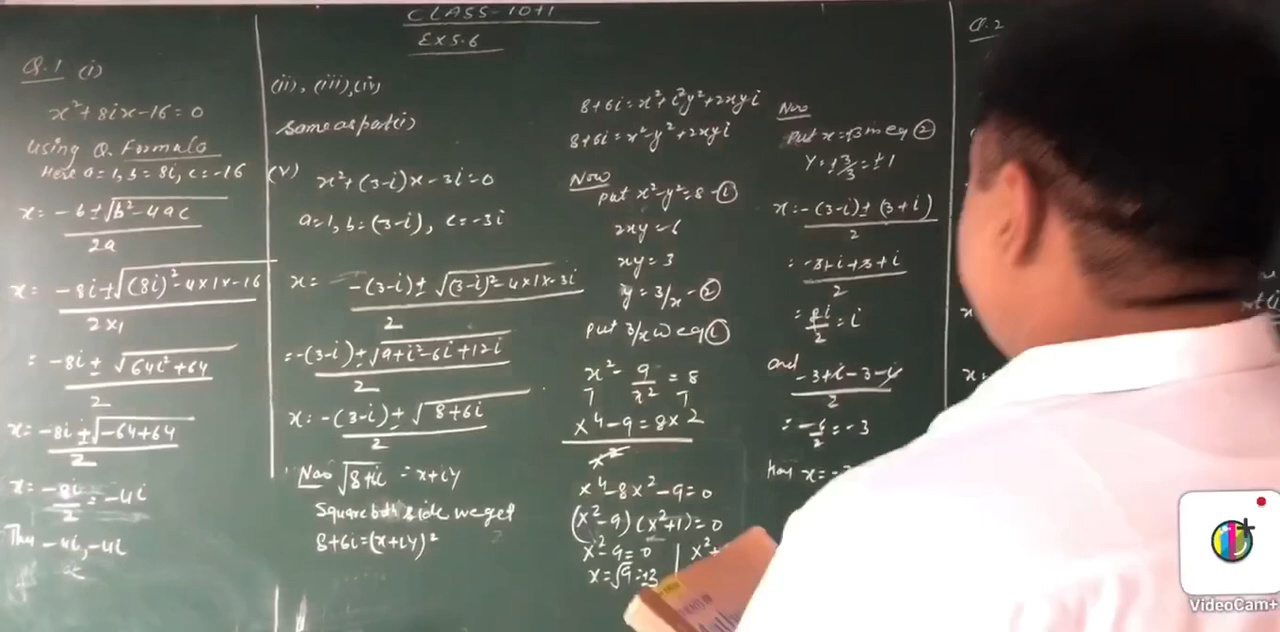 CLASS-10+1
EX 5.6
Q.1 (i)
x²+8ix-16=0
Using Q. Formula
Here a=1, b=8i, c=-16
x= -b±√b²-4ac / 2a
x= -8i±√(8i)²-4×1×-16 / 2×1
= -8i±√64i²+64 / 2
x= -8i±√-64+64 / 2
x= -8i/2 = -4i
Thus -4i, -4i
(ii), (iii), (iv)
Same as part (i)
(v) x²+(3-i)x-3i=0
a=1, b=(3-i), c=-3i
x= -(3-i)±√(3-i)²-4×1×-3i / 2
= -(3-i)±√9+i²-6i+12i / 2
x= -(3-i)±√8+6i / 2
Now √8+6i = x+iy
Square both side we get
8+6i=(x+iy)²
8+6i=x²+i²y²+2xyi
8+6i=x²-y²+2xyi
Now
put x²-y²=8 -①
2xy=6
xy=3
y=3/x -②
put 3/x in eq ①
x² - 9/x² = 8
x⁴-9=8x²
x²
x⁴-8x²-9=0
(x²-9)(x²+1)=0
x²-9=0 | x²+
x=√9=±3
Now
Put x=±3 in eq ②
Y=±3/3=±1
x= -(3-i)±(3+i) / 2
= -3+i+3+i / 2
= 2i/2 = i
and -3+i-3-i / 2
= -6/2 = -3
x=-3
Q.2
VideoCam+